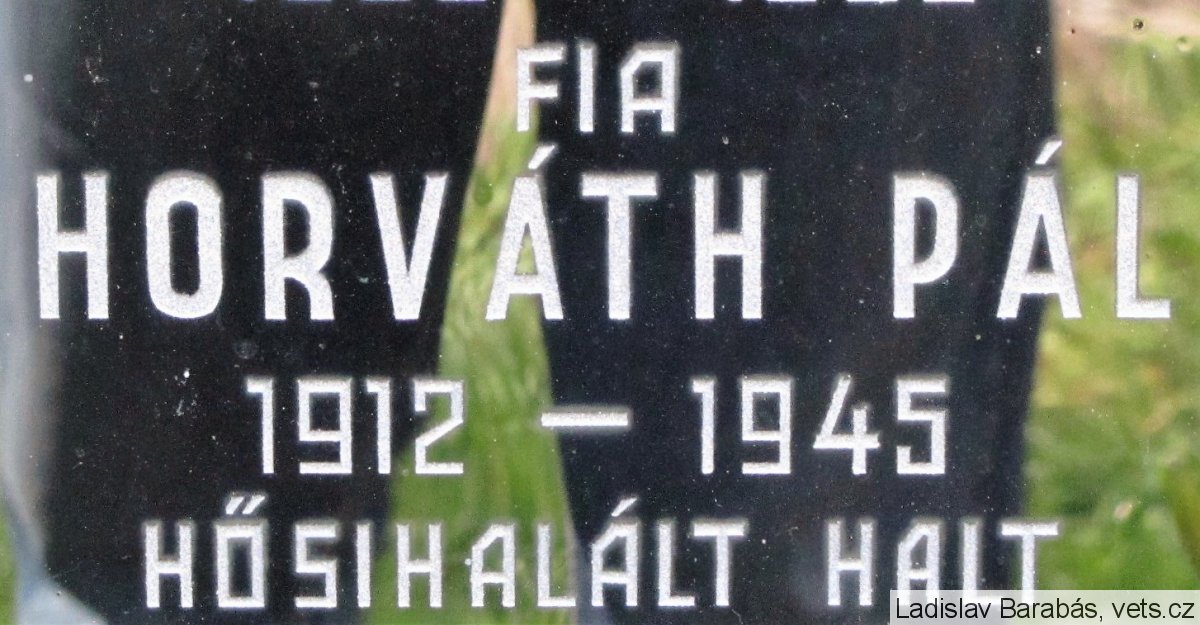 FIA
HORVÁTH PÁL
1912 – 1945
HŐSIHALÁLT HALT
Ladislav Barabás, vets.cz